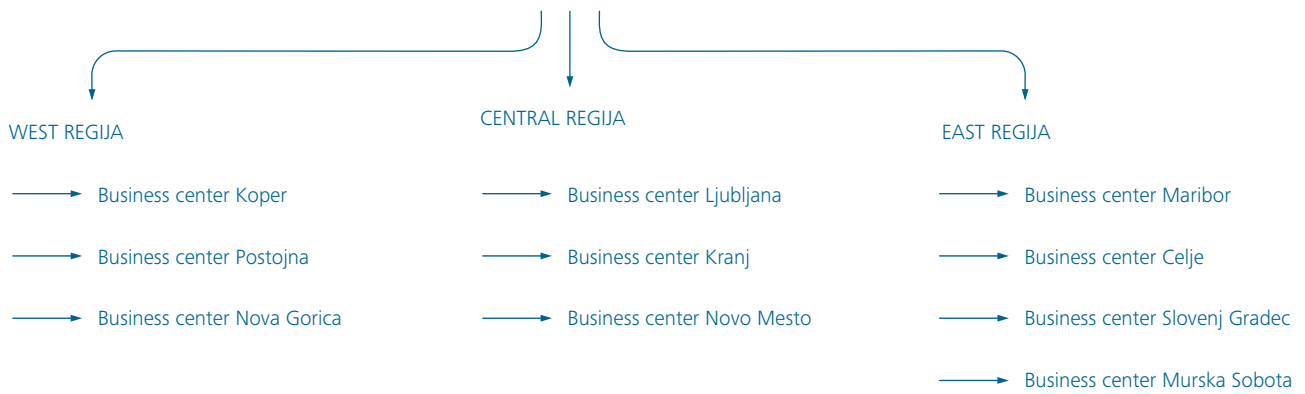 WEST REGIJA
Business center Koper
Business center Postojna
Business center Nova Gorica
CENTRAL REGIJA
Business center Ljubljana
Business center Kranj
Business center Novo Mesto
EAST REGIJA
Business center Maribor
Business center Celje
Business center Slovenj Gradec
Business center Murska Sobota